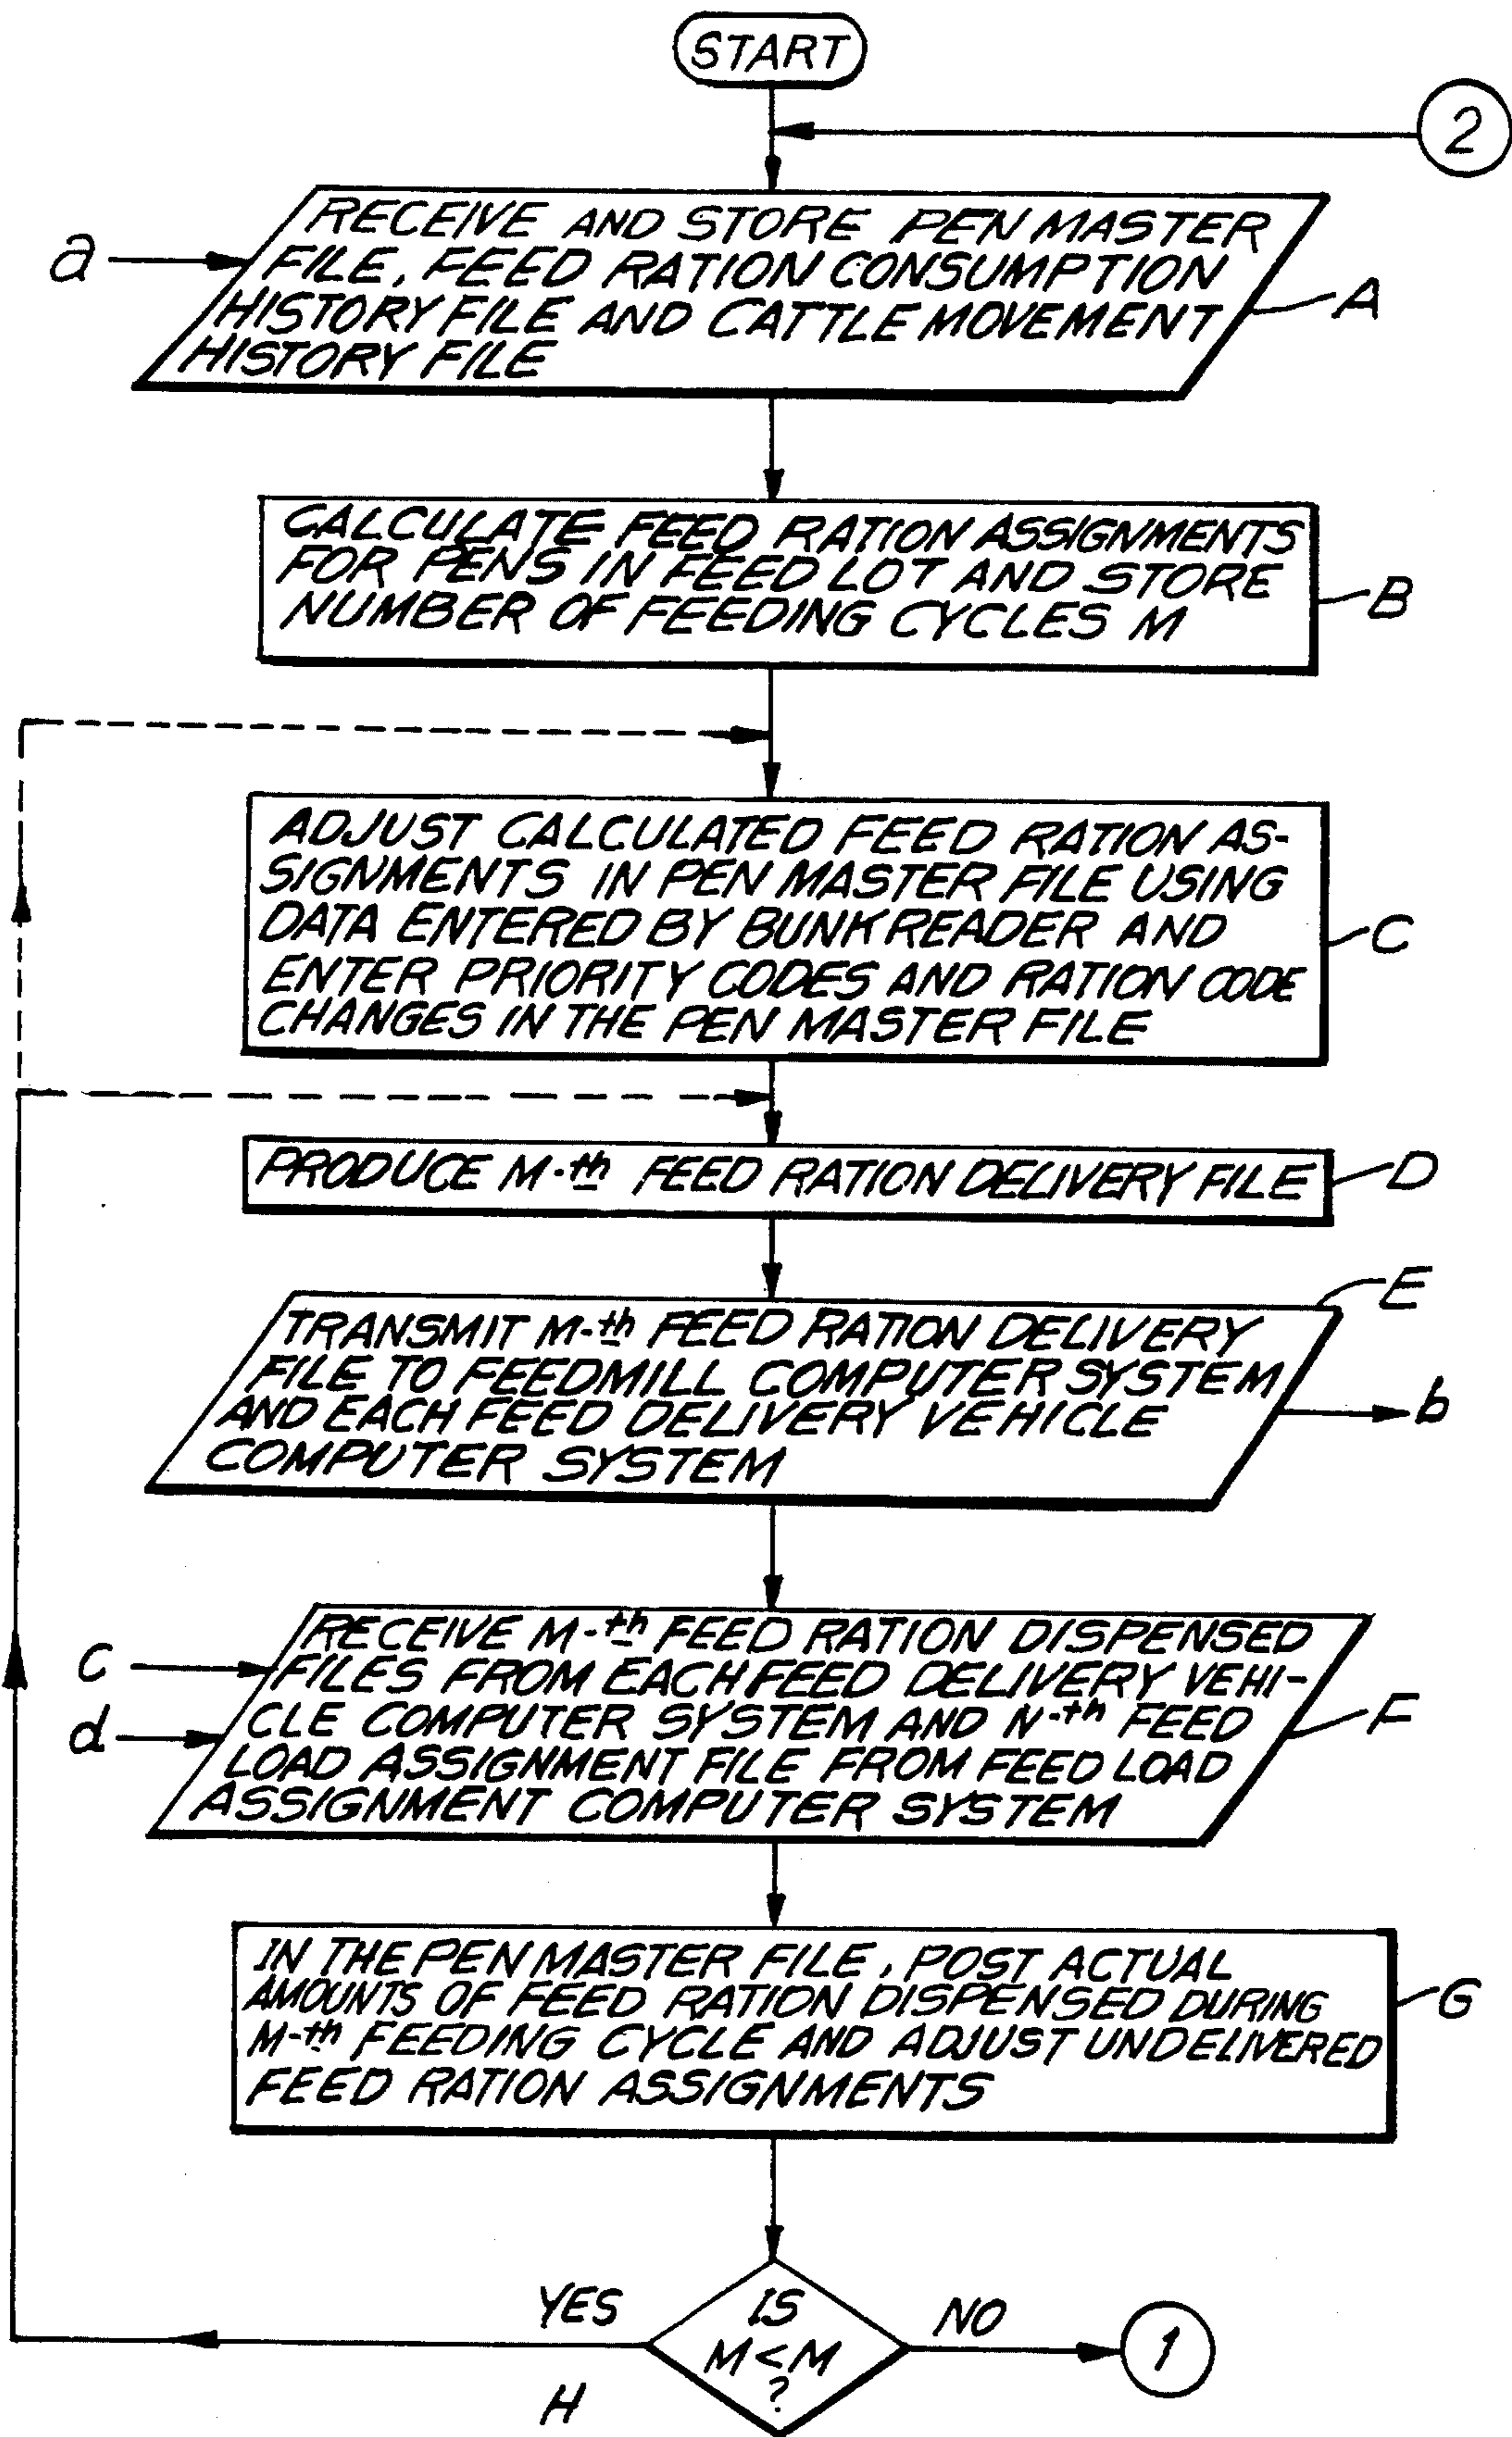 START
2
RECEIVE AND STORE PEN MASTER
FILE, FEED RATION CONSUMPTION
HISTORY FILE AND CATTLE MOVEMENT
HISTORY FILE
a
A
CALCULATE FEED RATION ASSIGNMENTS
FOR PENS IN FEED LOT AND STORE
NUMBER OF FEEDING CYCLES M
B
ADJUST CALCULATED FEED RATION AS-
SIGNMENTS IN PEN MASTER FILE USING
DATA ENTERED BY BUNK READER AND
ENTER PRIORITY CODES AND RATION CODE
CHANGES IN THE PEN MASTER FILE
C
PRODUCE M-th FEED RATION DELIVERY FILE
D
E
TRANSMIT M-th FEED RATION DELIVERY
FILE TO FEEDMILL COMPUTER SYSTEM
AND EACH FEED DELIVERY VEHICLE
COMPUTER SYSTEM
b
RECEIVE M-th FEED RATION DISPENSED
FILES FROM EACH FEED DELIVERY VEHI-
CLE COMPUTER SYSTEM AND N-th FEED
LOAD ASSIGNMENT FILE FROM FEED LOAD
ASSIGNMENT COMPUTER SYSTEM
c
d
F
IN THE PEN MASTER FILE, POST ACTUAL
AMOUNTS OF FEED RATION DISPENSED DURING
M-th FEEDING CYCLE AND ADJUST UNDELIVERED
FEED RATION ASSIGNMENTS
G
YES
IS
M<M
?
NO
1
H